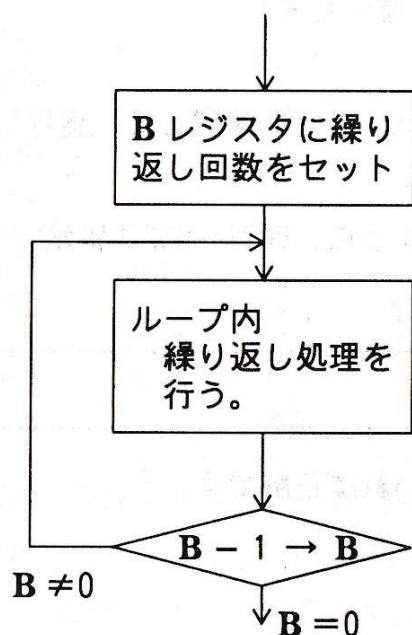 B レジスタに繰り
返し回数をセット
ループ内
繰り返し処理を
行う。
B − 1 → B
B ≠0
B =0